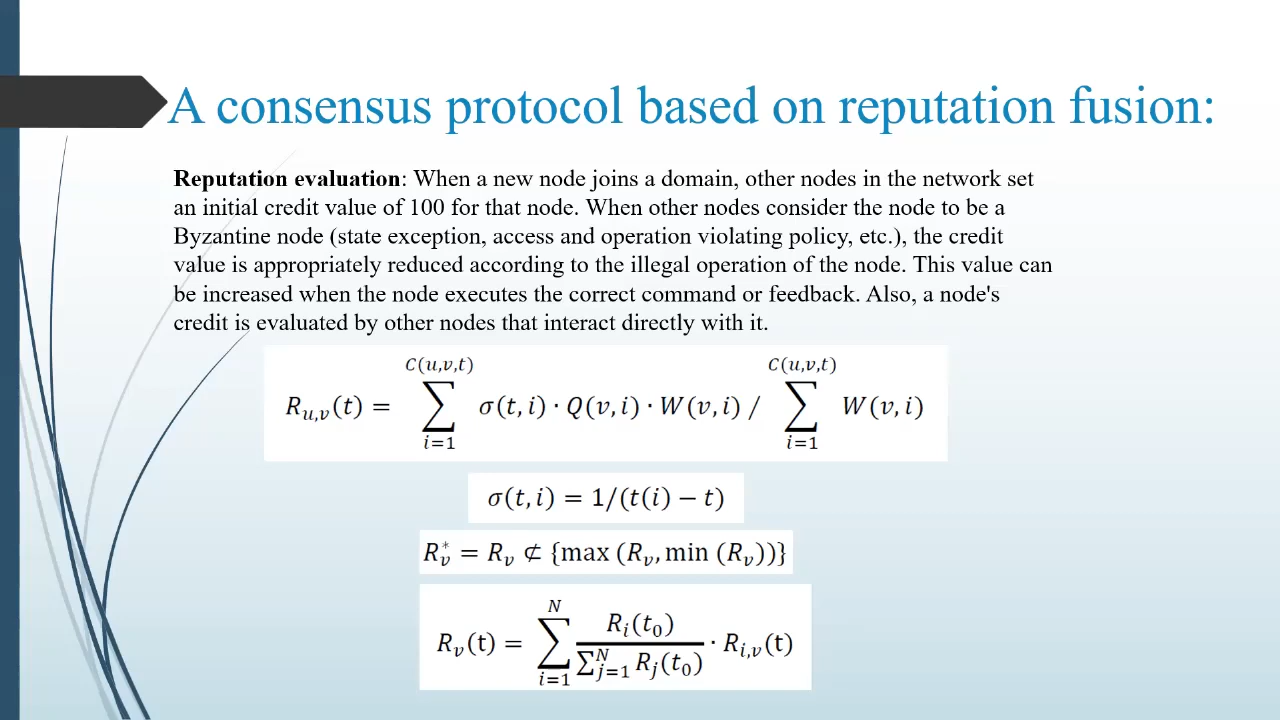 A consensus protocol based on reputation fusion:
Reputation evaluation: When a new node joins a domain, other nodes in the network set
an initial credit value of 100 for that node. When other nodes consider the node to be a
Byzantine node (state exception, access and operation violating policy, etc.), the credit
value is appropriately reduced according to the illegal operation of the node. This value can
be increased when the node executes the correct command or feedback. Also, a node's
credit is evaluated by other nodes that interact directly with it.
R_{u,v}(t) = ∑_{i=1}^{C(u,v,t)} σ(t,i) · Q(v,i) · W(v,i) / ∑_{i=1}^{C(u,v,t)} W(v,i)
σ(t,i) = 1/(t(i) − t)
R_v^* = R_v ⊄ {max (R_v, min (R_v))}
R_v(t) = ∑_{i=1}^{N} \frac{R_i(t_0)}{∑_{j=1}^{N} R_j(t_0)} · R_{i,v}(t)